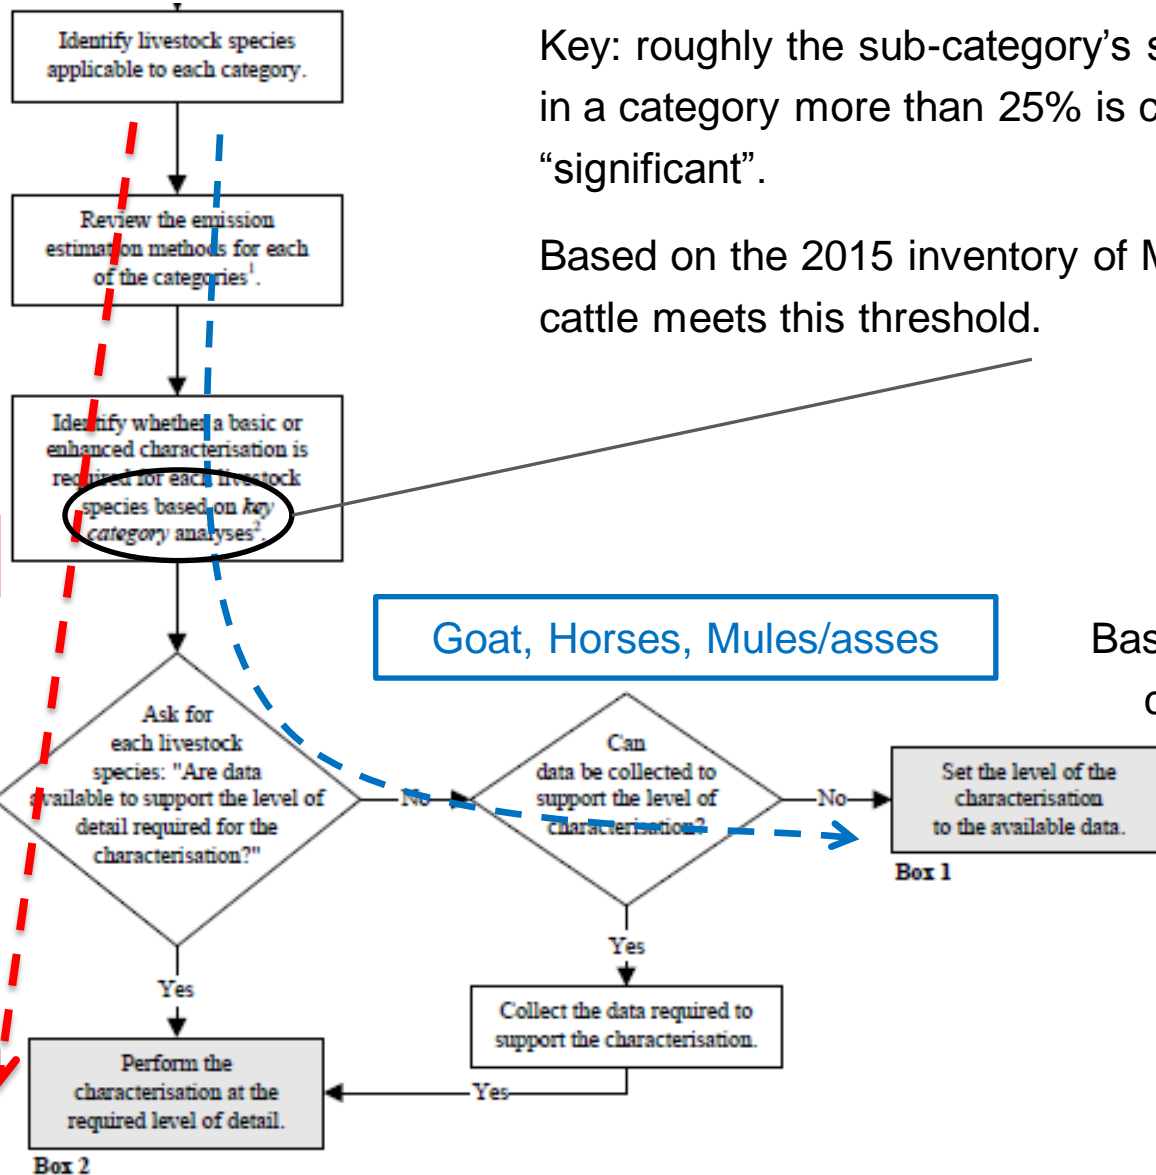 Identify livestock species
applicable to each category.
Key: roughly the sub-category's s
in a category more than 25% is c
“significant”.
Review the emission
estimation methods for each
of the categories¹.
Based on the 2015 inventory of M
cattle meets this threshold.
Identify whether a basic or
enhanced characterisation is
required for each livestock
species based on key
category analyses².
Goat, Horses, Mules/asses
Bas
c
Ask for
each livestock
species: "Are data
available to support the level of
detail required for the
characterisation?"
No
Can
data be collected to
support the level of
characterisation?
No
Set the level of the
characterisation
to the available data.
Box 1
Yes
Yes
Collect the data required to
support the characterisation.
Perform the
characterisation at the
required level of detail.
Yes
Box 2